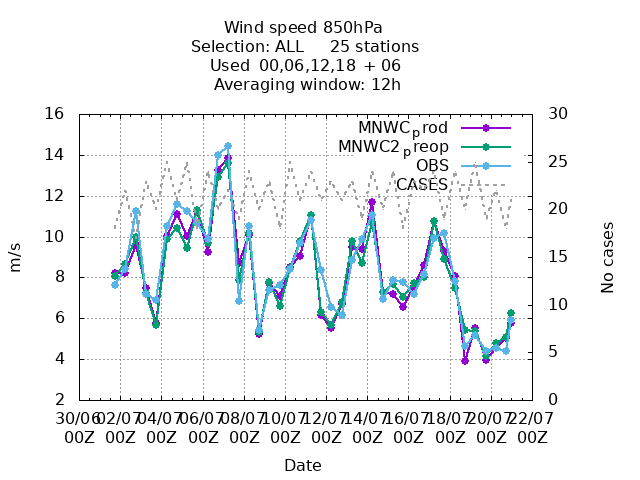 Wind speed 850hPa
Selection: ALL 25 stations
Used 00,06,12,18 + 06
Averaging window: 12h
16 30
MNWCprod
MNWC2preop
OBS
CASES
14 25
12 20
10 15
8 10
6 5
4 0
2
m/s
No cases
30/06 02/07 04/07 06/07 08/07 10/07 12/07 14/07 16/07 18/07 20/07 22/07
00Z 00Z 00Z 00Z 00Z 00Z 00Z 00Z 00Z 00Z 00Z 00Z
Date